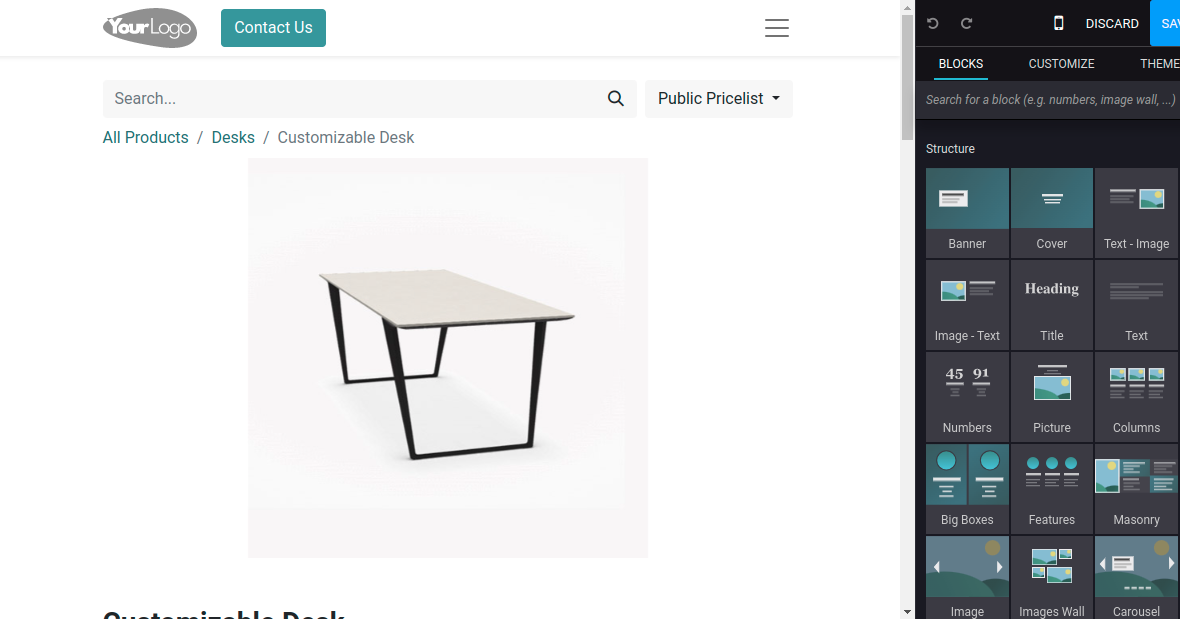 YourLogo
Contact Us
DISCARD
SAV
BLOCKS
CUSTOMIZE
THEME
Search for a block (e.g. numbers, image wall, ...)
Search...
Public Pricelist
All Products / Desks / Customizable Desk
Structure
Banner
Cover
Text - Image
Heading
Image - Text
Title
Text
45 91
Numbers
Picture
Columns
Big Boxes
Features
Masonry
Image
Images Wall
Carousel
Customizable Desk